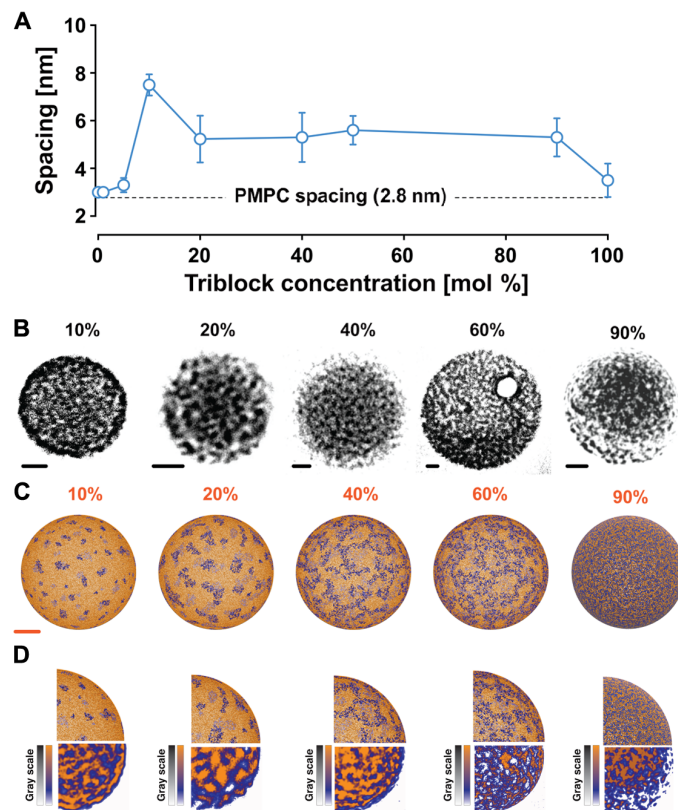 A
10
8
6
4
2
Spacing [nm]
PMPC spacing (2.8 nm)
0 20 40 60 80 100
Triblock concentration [mol %]
B
10% 20% 40% 60% 90%
C
10% 20% 40% 60% 90%
D
Gray scale Gray scale Gray scale Gray scale Gray scale